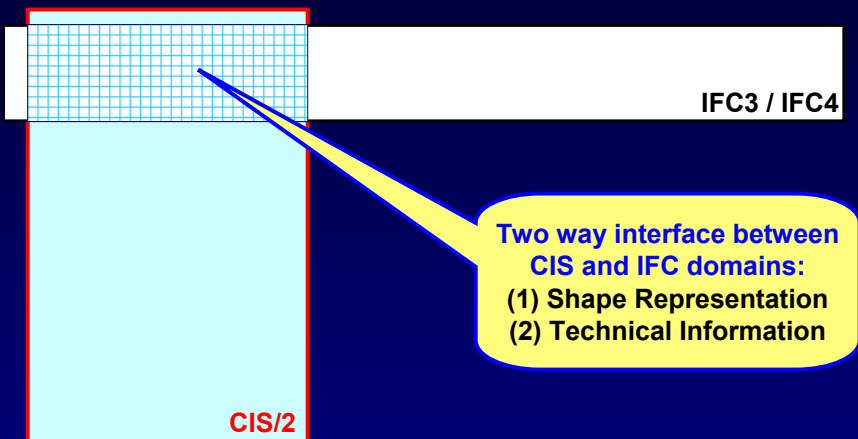 IFC3 / IFC4
Two way interface between
CIS and IFC domains:
(1) Shape Representation
(2) Technical Information
CIS/2